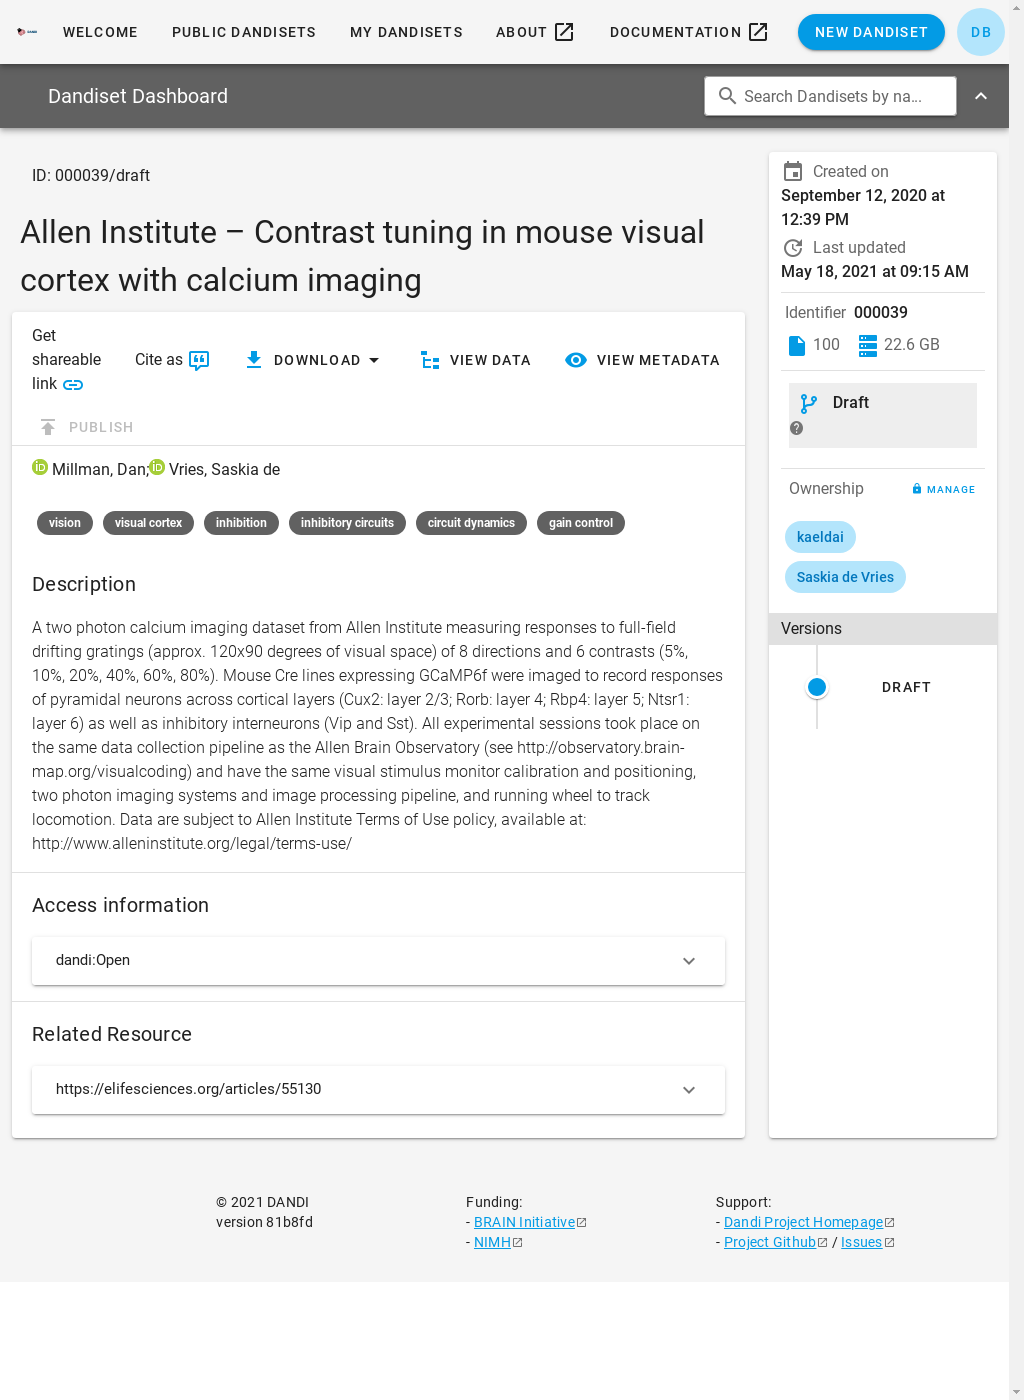 WELCOME PUBLIC DANDISETS MY DANDISETS ABOUT DOCUMENTATION NEW DANDISET DB
Dandiset Dashboard
Search Dandisets by na...
ID: 000039/draft
Allen Institute – Contrast tuning in mouse visual
cortex with calcium imaging
Get
shareable
link
Cite as
DOWNLOAD
VIEW DATA
VIEW METADATA
PUBLISH
Millman, Dan; Vries, Saskia de
vision visual cortex inhibition inhibitory circuits circuit dynamics gain control
Description
A two photon calcium imaging dataset from Allen Institute measuring responses to full-field
drifting gratings (approx. 120x90 degrees of visual space) of 8 directions and 6 contrasts (5%,
10%, 20%, 40%, 60%, 80%). Mouse Cre lines expressing GCaMP6f were imaged to record responses
of pyramidal neurons across cortical layers (Cux2: layer 2/3; Rorb: layer 4; Rbp4: layer 5; Ntsr1:
layer 6) as well as inhibitory interneurons (Vip and Sst). All experimental sessions took place on
the same data collection pipeline as the Allen Brain Observatory (see http://observatory.brain-
map.org/visualcoding) and have the same visual stimulus monitor calibration and positioning,
two photon imaging systems and image processing pipeline, and running wheel to track
locomotion. Data are subject to Allen Institute Terms of Use policy, available at:
http://www.alleninstitute.org/legal/terms-use/
Access information
dandi:Open
Related Resource
https://elifesciences.org/articles/55130
Created on
September 12, 2020 at
12:39 PM
Last updated
May 18, 2021 at 09:15 AM
Identifier 000039
100 22.6 GB
Draft
Ownership MANAGE
kaeldai
Saskia de Vries
Versions
DRAFT
© 2021 DANDI
version 81b8fd
Funding:
- BRAIN Initiative
- NIMH
Support:
- Dandi Project Homepage
- Project Github / Issues